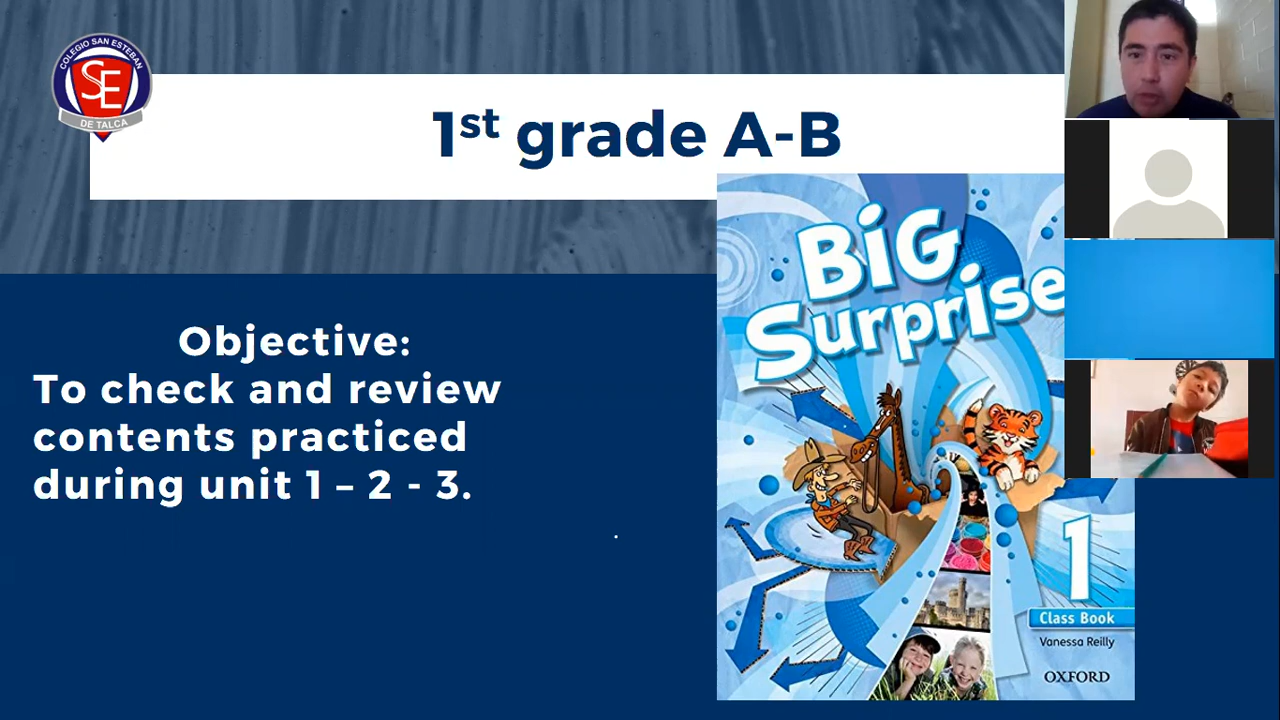 COLEGIO SAN ESTEBAN
SE
DE TALCA
1st grade A-B
BiG
Surprise
Objective:
To check and review
contents practiced
during unit 1 – 2 - 3.
1
Class Book
Vanessa Reilly
OXFORD